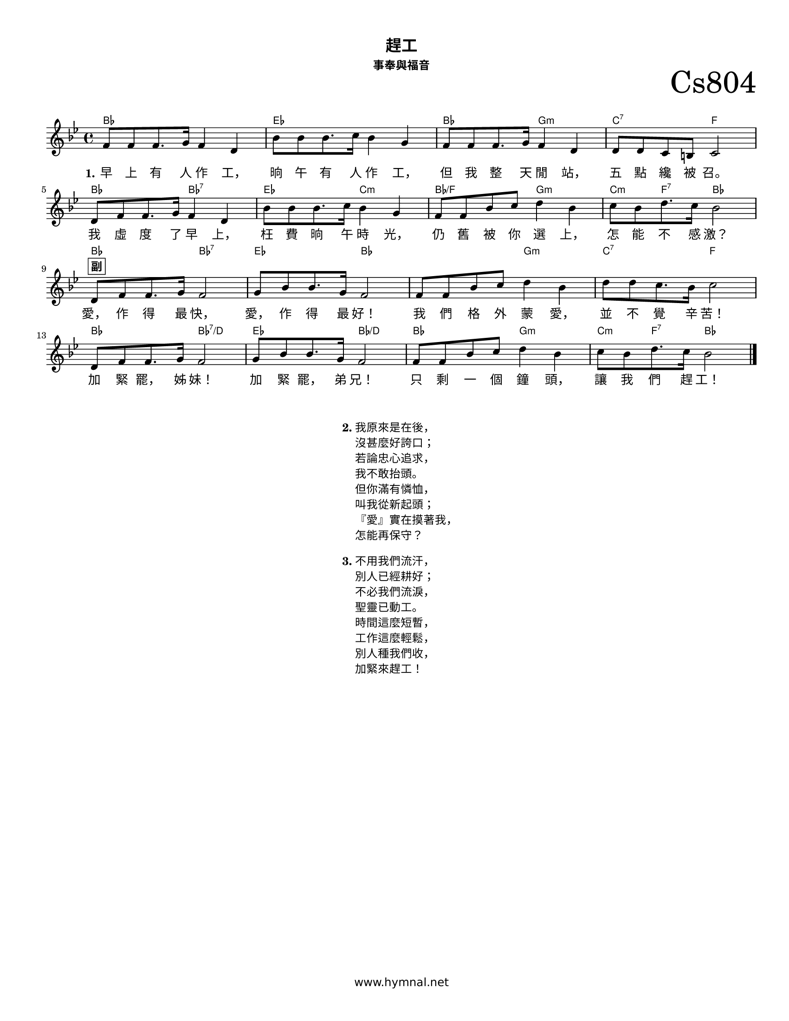 趕工
事奉與福音
Cs804
B♭ E♭ B♭ Gm C7 F
1. 早 上 有 人 作 工， 晌 午 有 人 作 工， 但 我 整 天 閒 站， 五 點 纔 被 召。
5 B♭ B♭7 E♭ Cm B♭/F Gm Cm F7 B♭
我 虛 度 了 早 上， 枉 費 晌 午 時 光， 仍 舊 被 你 選 上， 怎 能 不 感 激？
B♭ B♭7 E♭ B♭ Gm C7 F
9 副
愛， 作 得 最 快， 愛， 作 得 最 好！ 我 們 格 外 蒙 愛， 並 不 覺 辛 苦！
13 B♭ B♭7/D E♭ B♭/D B♭ Gm Cm F7 B♭
加 緊 罷， 姊 妹！ 加 緊 罷， 弟 兄！ 只 剩 一 個 鐘 頭， 讓 我 們 趕 工！
2. 我原來是在後，
沒甚麼好誇口；
若論忠心追求，
我不敢抬頭。
但你滿有憐恤，
叫我從新起頭；
『愛』實在摸著我，
怎能再保守？
3. 不用我們流汗，
別人已經耕好；
不必我們流淚，
聖靈已動工。
時間這麼短暫，
工作這麼輕鬆，
別人種我們收，
加緊來趕工！
www.hymnal.net